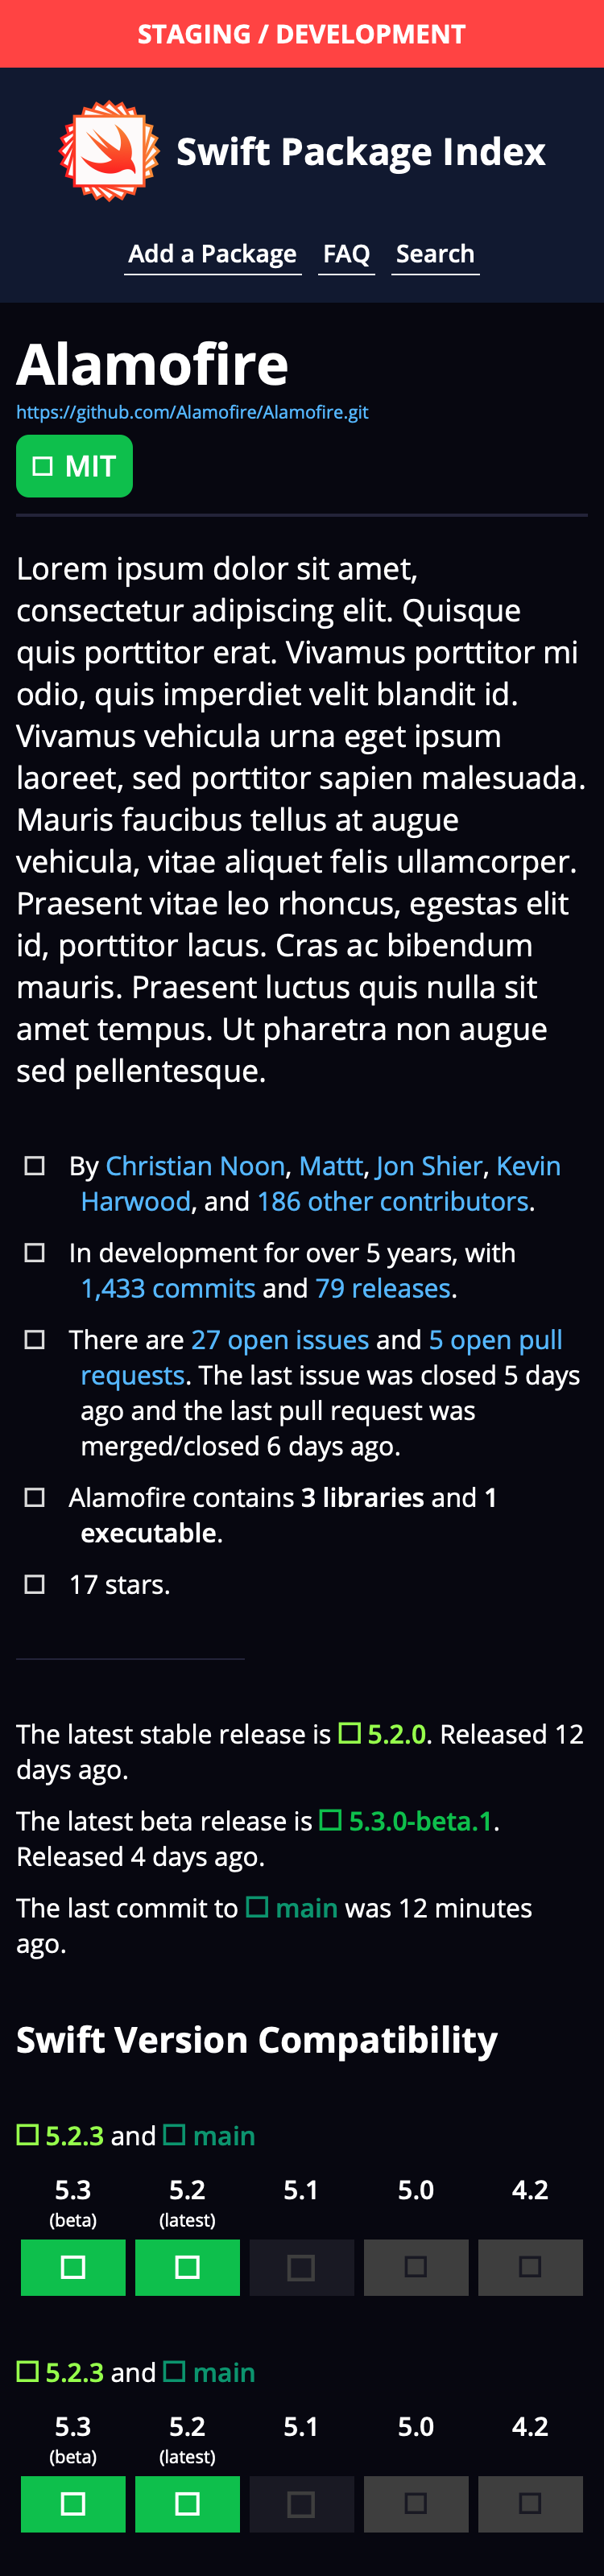 STAGING / DEVELOPMENT
Swift Package Index
Add a Package FAQ Search
Alamofire
https://github.com/Alamofire/Alamofire.git
MIT
Lorem ipsum dolor sit amet,
consectetur adipiscing elit. Quisque
quis porttitor erat. Vivamus porttitor mi
odio, quis imperdiet velit blandit id.
Vivamus vehicula urna eget ipsum
laoreet, sed porttitor sapien malesuada.
Mauris faucibus tellus at augue
vehicula, vitae aliquet felis ullamcorper.
Praesent vitae leo rhoncus, egestas elit
id, porttitor lacus. Cras ac bibendum
mauris. Praesent luctus quis nulla sit
amet tempus. Ut pharetra non augue
sed pellentesque.
By Christian Noon, Mattt, Jon Shier, Kevin
Harwood, and 186 other contributors.
In development for over 5 years, with
1,433 commits and 79 releases.
There are 27 open issues and 5 open pull
requests. The last issue was closed 5 days
ago and the last pull request was
merged/closed 6 days ago.
Alamofire contains 3 libraries and 1
executable.
17 stars.
The latest stable release is 5.2.0. Released 12
days ago.
The latest beta release is 5.3.0-beta.1.
Released 4 days ago.
The last commit to main was 12 minutes
ago.
Swift Version Compatibility
5.2.3 and main
5.3 5.2 5.1 5.0 4.2
(beta) (latest)
5.2.3 and main
5.3 5.2 5.1 5.0 4.2
(beta) (latest)